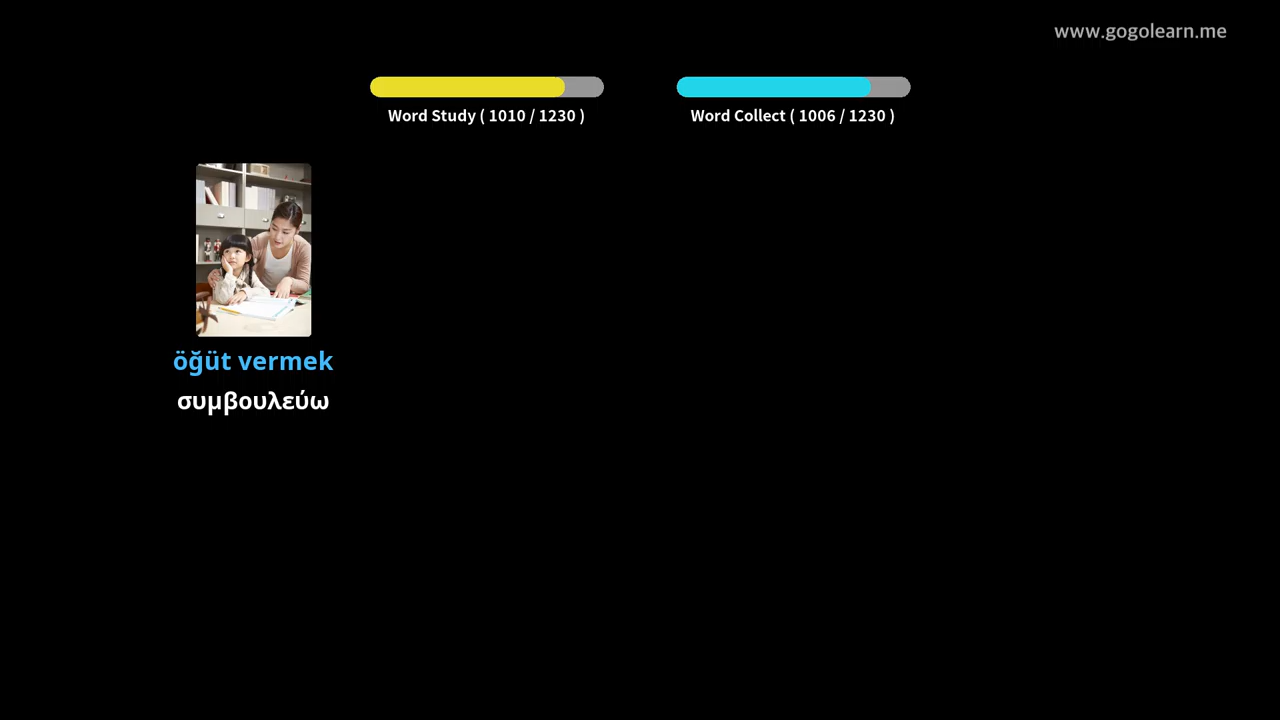 www.gogolearn.me
Word Study ( 1010 / 1230 )
Word Collect ( 1006 / 1230 )
öğüt vermek
συμβουλεύω